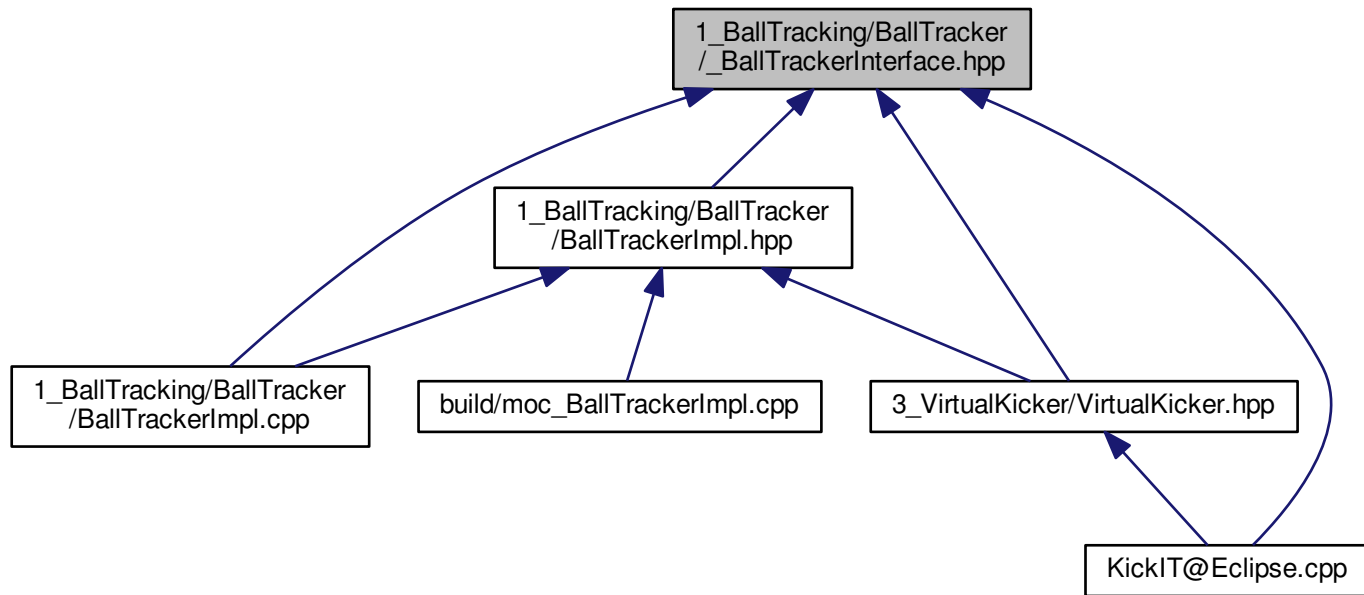 1_BallTracking/BallTracker
/_BallTrackerInterface.hpp
1_BallTracking/BallTracker
/BallTrackerImpl.hpp
1_BallTracking/BallTracker
/BallTrackerImpl.cpp
build/moc_BallTrackerImpl.cpp
3_VirtualKicker/VirtualKicker.hpp
KickIT@Eclipse.cpp